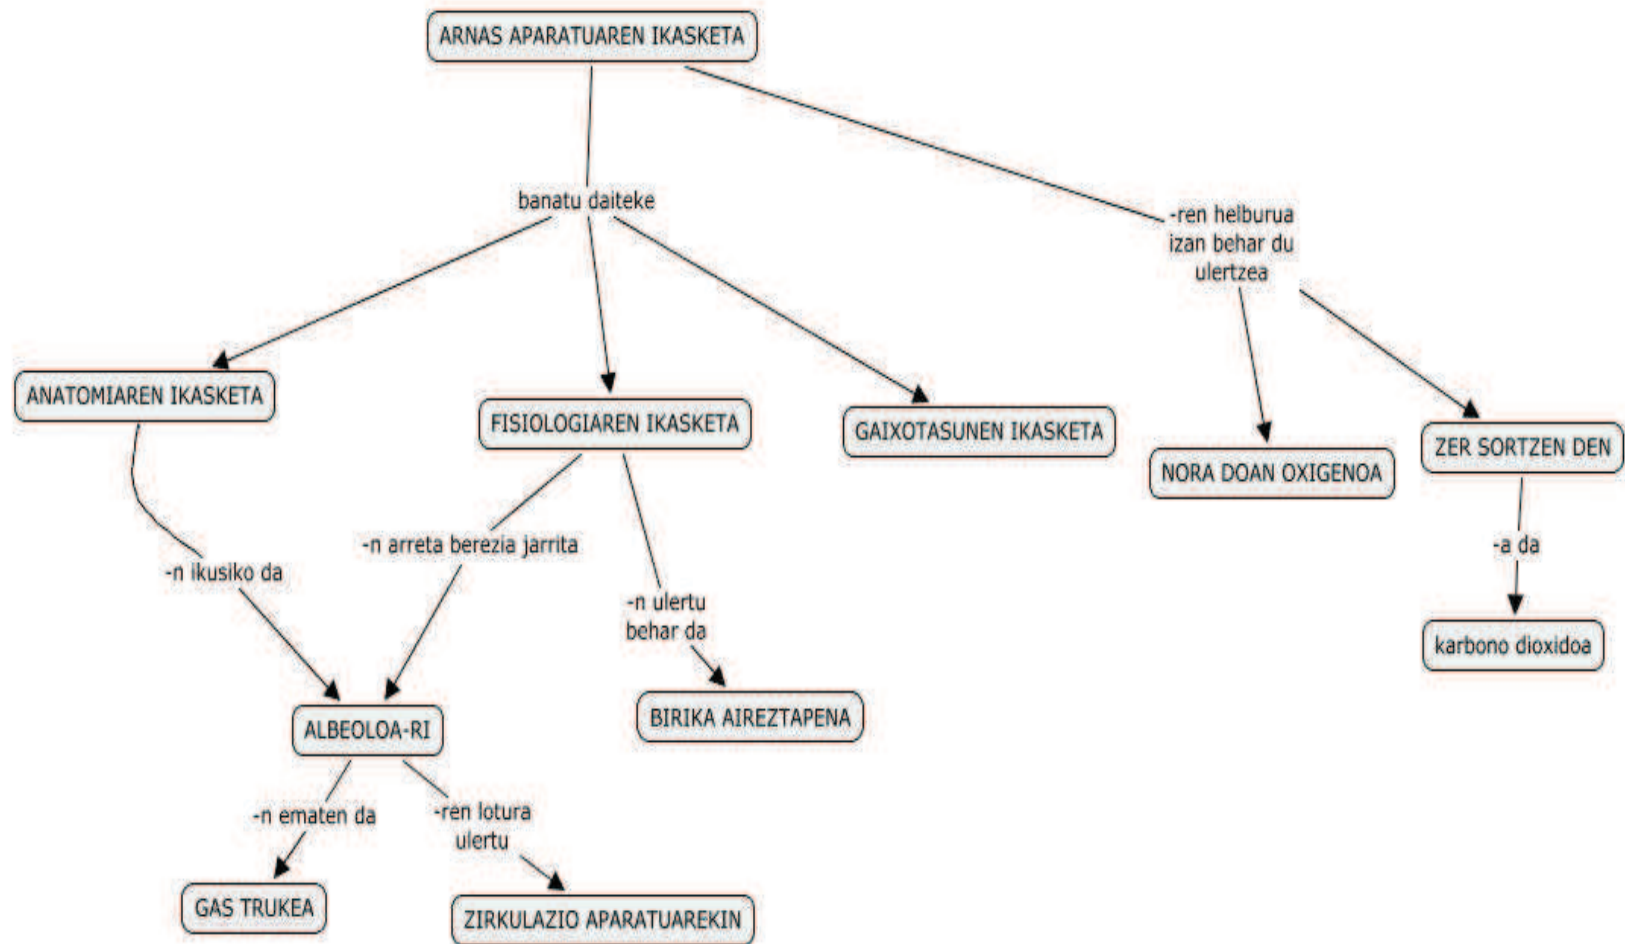 ARNAS APARATUAREN IKASKETA
banatu daiteke
-ren helburua
izan behar du
ulertzea
ANATOMIAREN IKASKETA
FISIOLOGIAREN IKASKETA
GAIXOTASUNEN IKASKETA
NORA DOAN OXIGENOA
ZER SORTZEN DEN
-n ikusiko da
-n arreta berezia jarrita
-n ulertu
behar da
-a da
karbono dioxidoa
ALBEOLOA-RI
BIRIKA AIREZTAPENA
-n ematen da
-ren lotura
ulertu
GAS TRUKEA
ZIRKULAZIO APARATUAREKIN